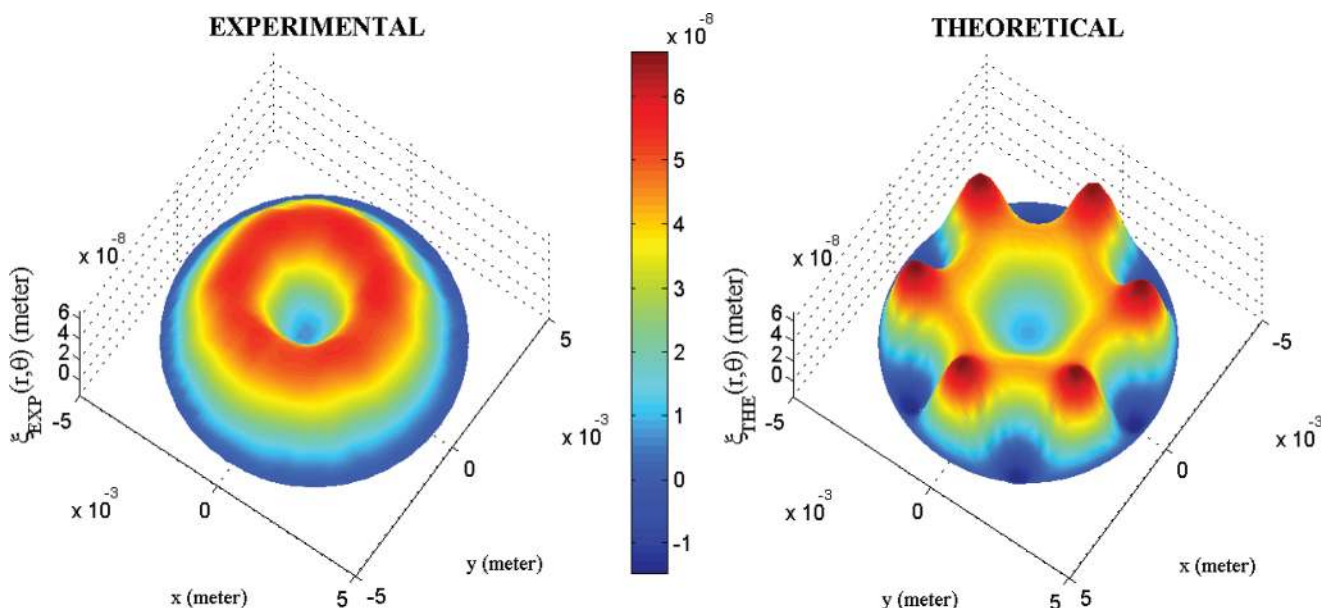 EXPERIMENTAL
x 10^-8
6
5
4
3
2
1
0
-1
THEORETICAL
x 10^-8
6
4
2
0
ξ_EXP(r,θ) (meter)
-5
0
5
x 10^-3
x (meter)
-5
0
5
x 10^-3
y (meter)
x 10^-8
6
4
2
0
ξ_THE(r,θ) (meter)
-5
0
5
x 10^-3
y (meter)
5
0
-5
x 10^-3
x (meter)